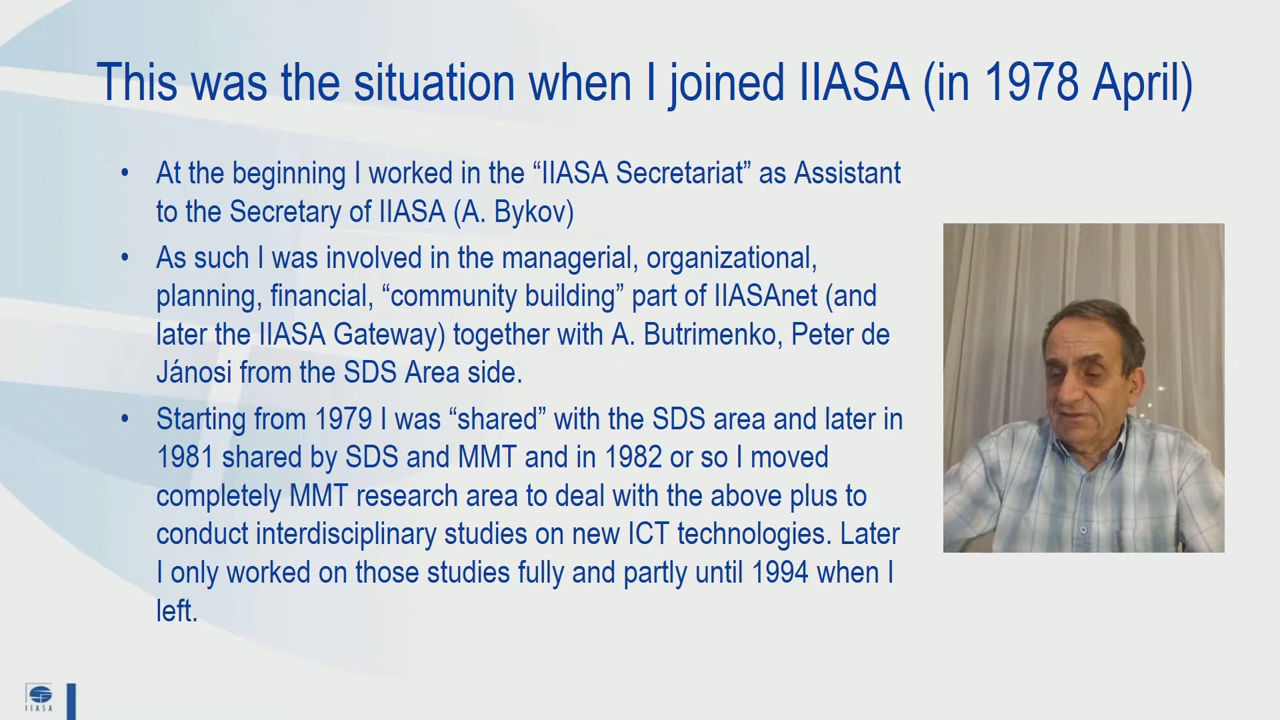 This was the situation when I joined IIASA (in 1978 April)
• At the beginning I worked in the “IIASA Secretariat” as Assistant
to the Secretary of IIASA (A. Bykov)
• As such I was involved in the managerial, organizational,
planning, financial, “community building” part of IIASAnet (and
later the IIASA Gateway) together with A. Butrimenko, Peter de
Jánosi from the SDS Area side.
• Starting from 1979 I was “shared” with the SDS area and later in
1981 shared by SDS and MMT and in 1982 or so I moved
completely MMT research area to deal with the above plus to
conduct interdisciplinary studies on new ICT technologies. Later
I only worked on those studies fully and partly until 1994 when I
left.
IIASA